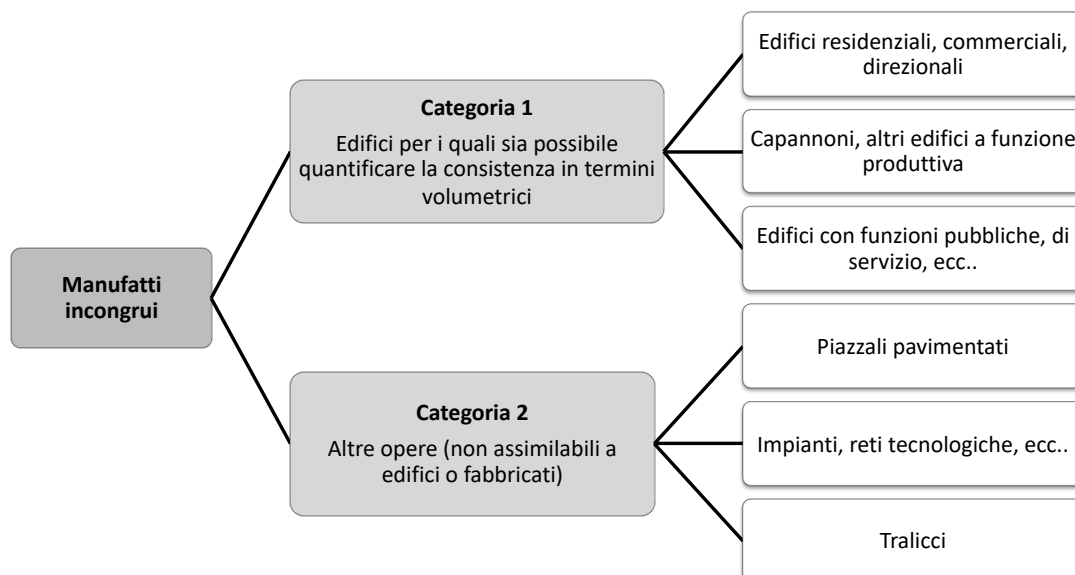 Manufatti
incongrui
Categoria 1
Edifici per i quali sia possibile
quantificare la consistenza in termini
volumetrici
Edifici residenziali, commerciali,
direzionali
Capannoni, altri edifici a funzione
produttiva
Edifici con funzioni pubbliche, di
servizio, ecc..
Categoria 2
Altre opere (non assimilabili a
edifici o fabbricati)
Piazzali pavimentati
Impianti, reti tecnologiche, ecc..
Tralicci